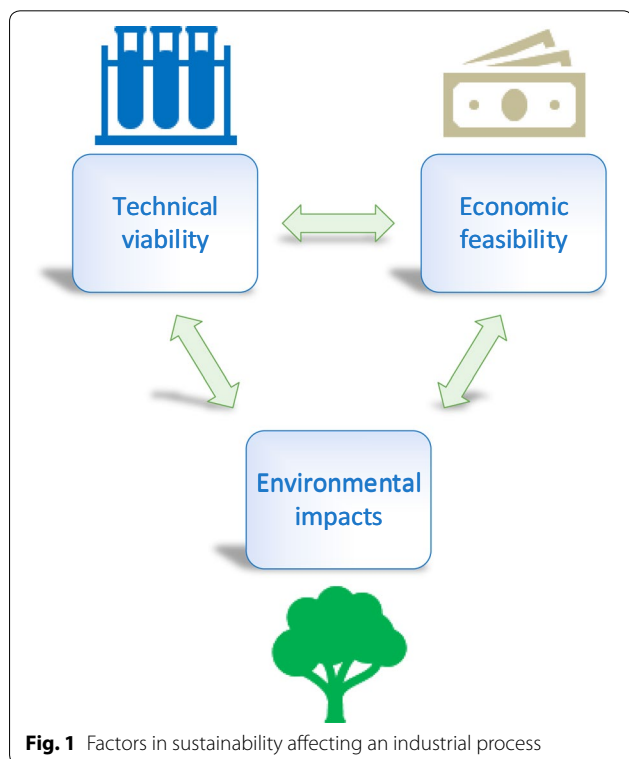 Technical
viability
Economic
feasibility
Environmental
impacts
Fig. 1 Factors in sustainability affecting an industrial process